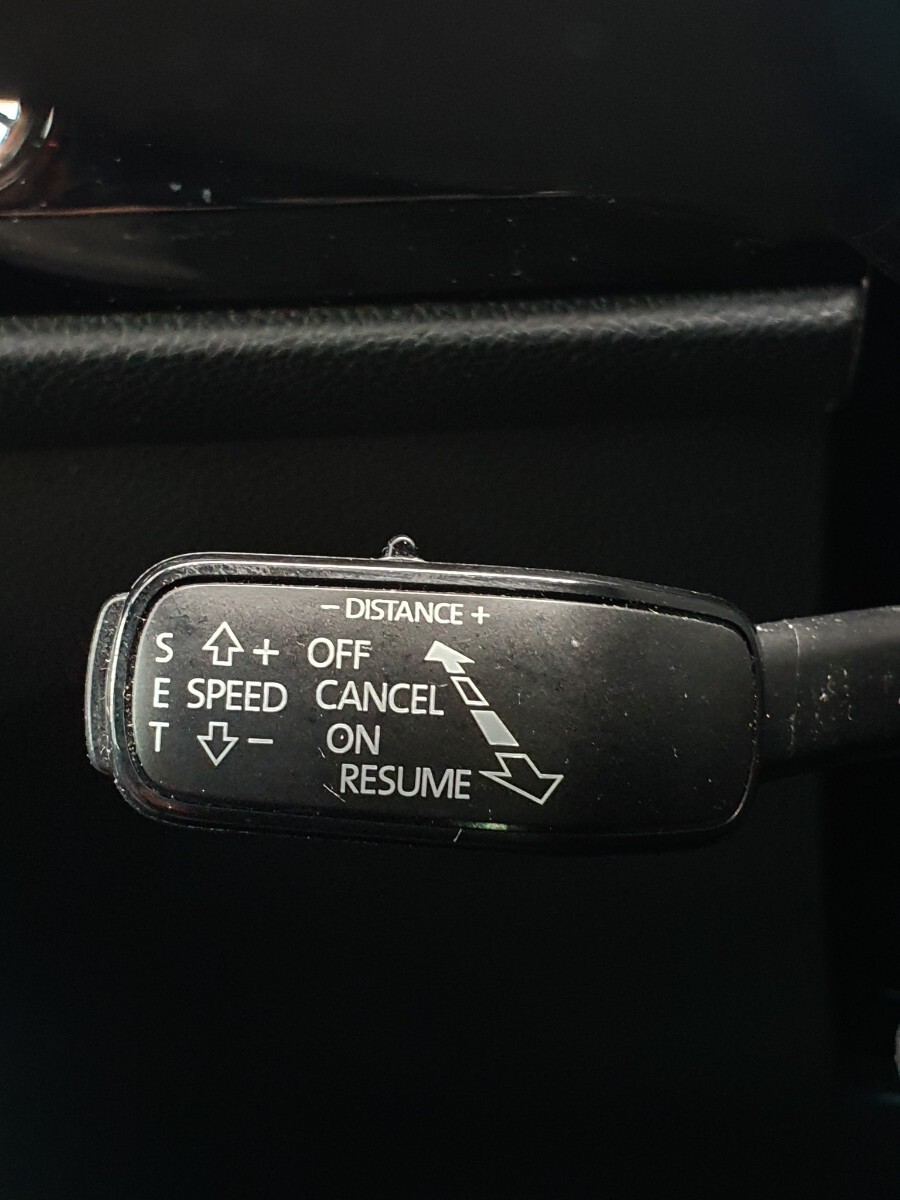 – DISTANCE +
S + OFF
E SPEED CANCEL
T – ON
RESUME